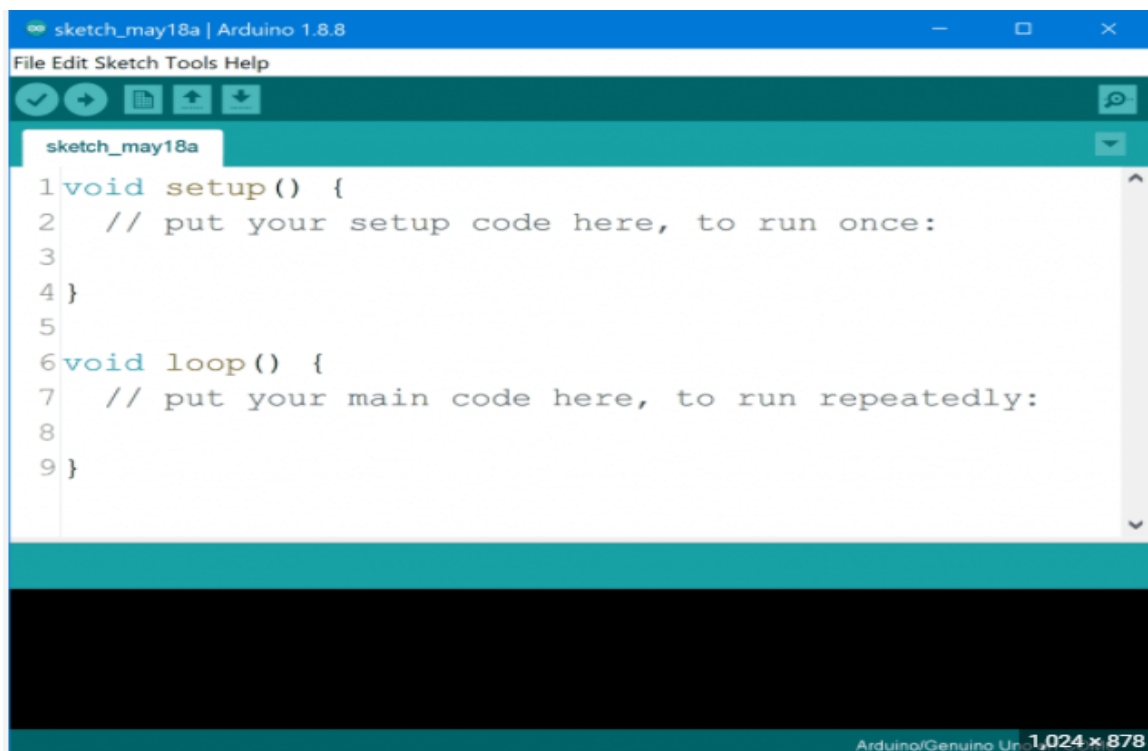 sketch_may18a | Arduino 1.8.8
File Edit Sketch Tools Help
sketch_may18a
1 void setup() {
2 // put your setup code here, to run once:
3
4 }
5
6 void loop() {
7 // put your main code here, to run repeatedly:
8
9 }
Arduino/Genuino
1,024 × 878